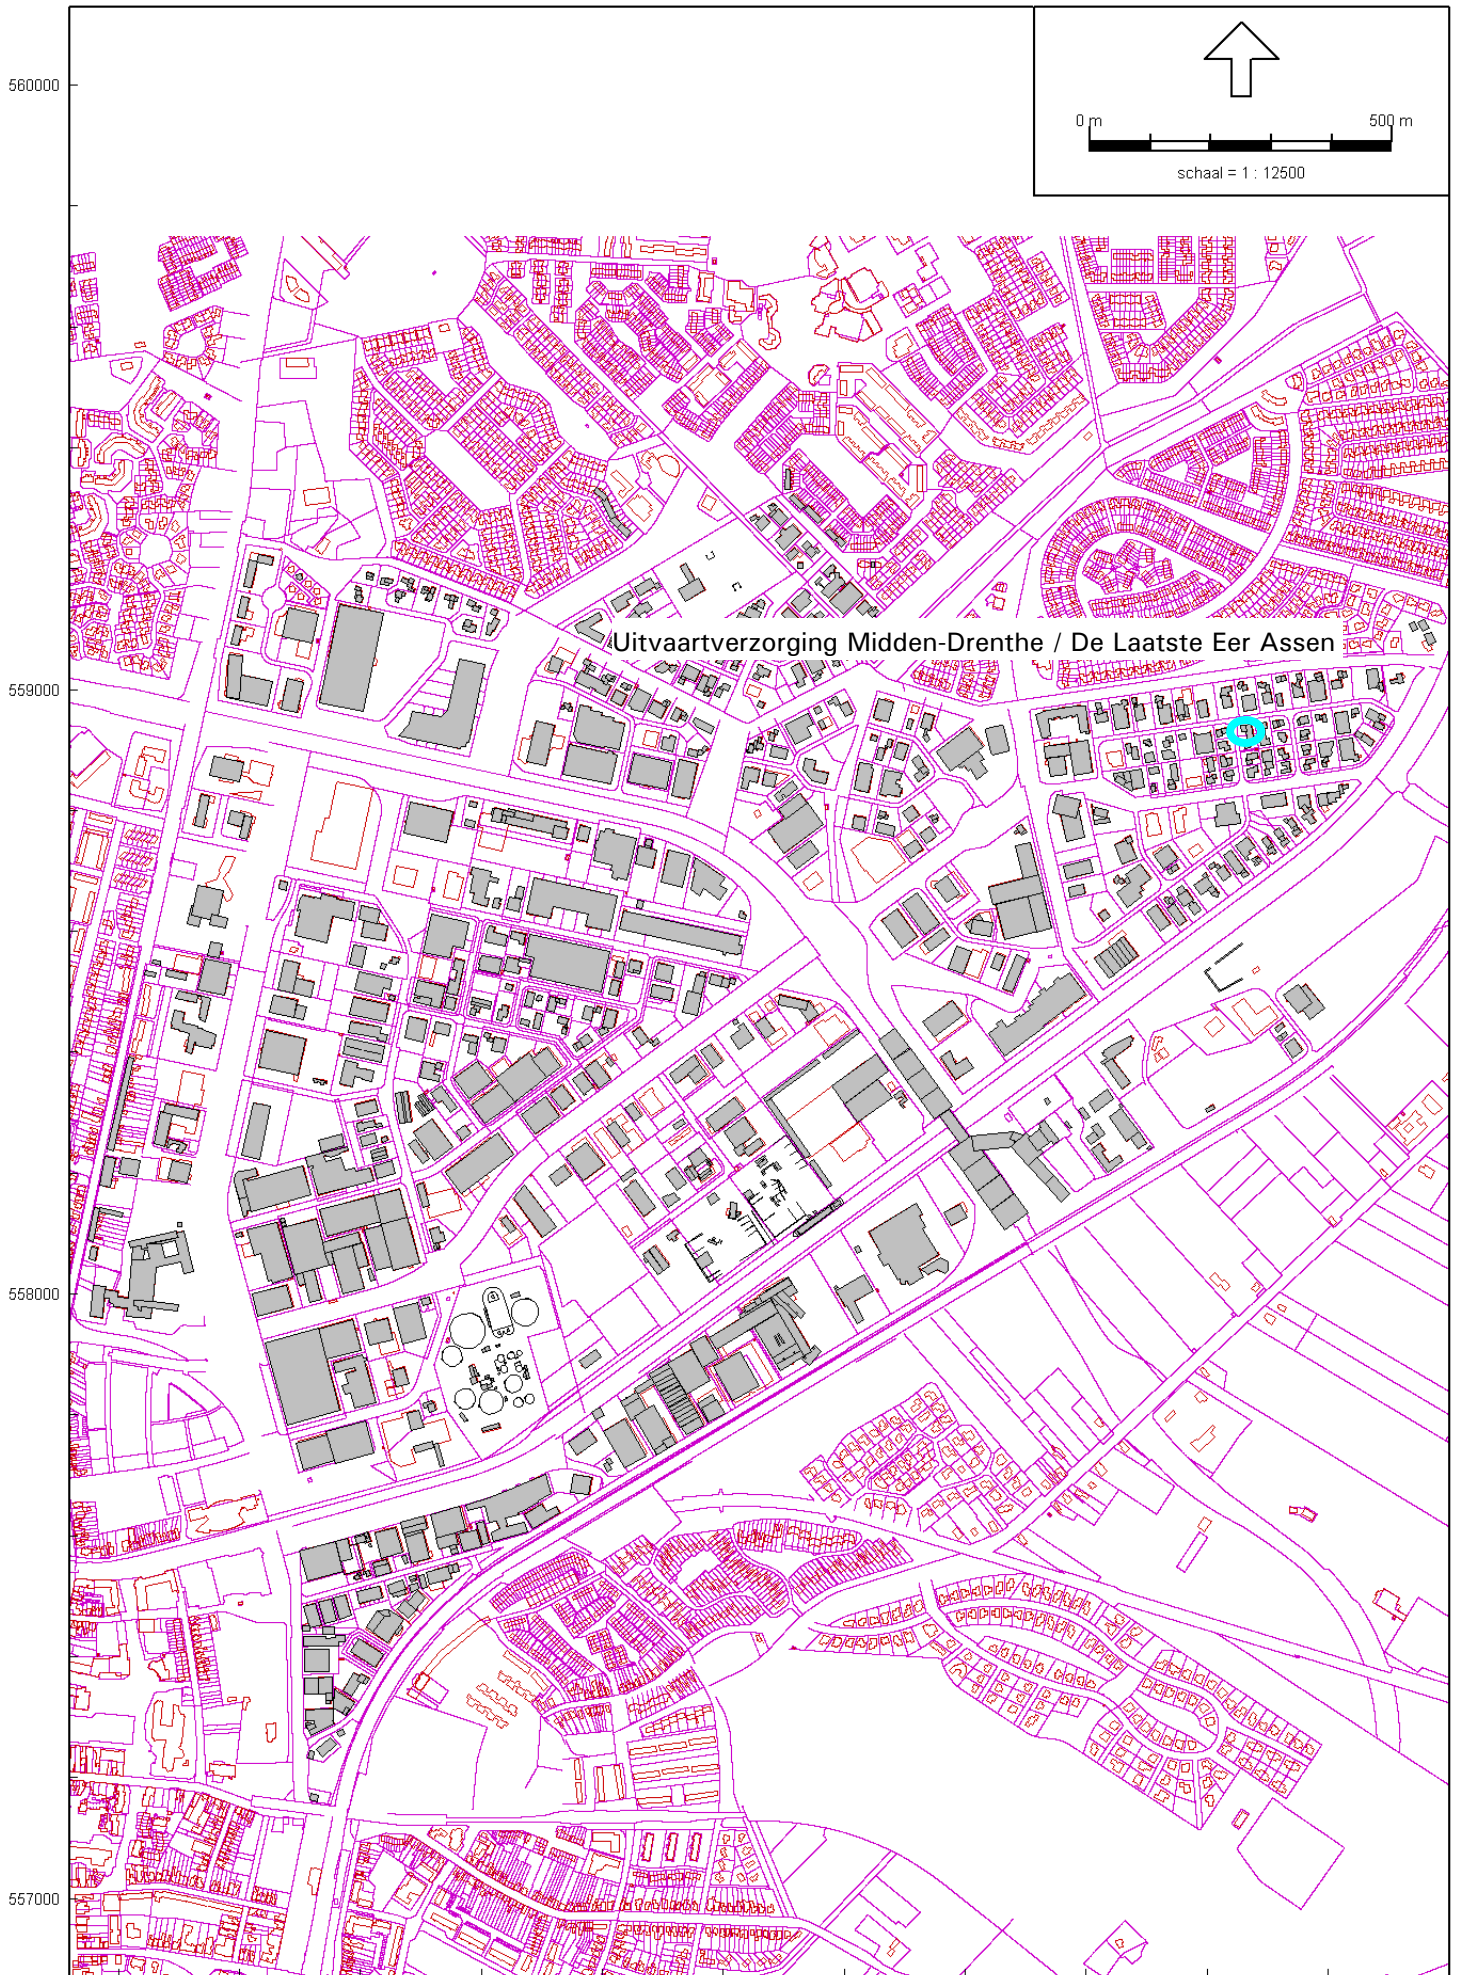 560000
0 m 500 m
schaal = 1 : 12500
Uitvaartverzorging Midden-Drenthe / De Laatste Eer Assen
559000
558000
557000